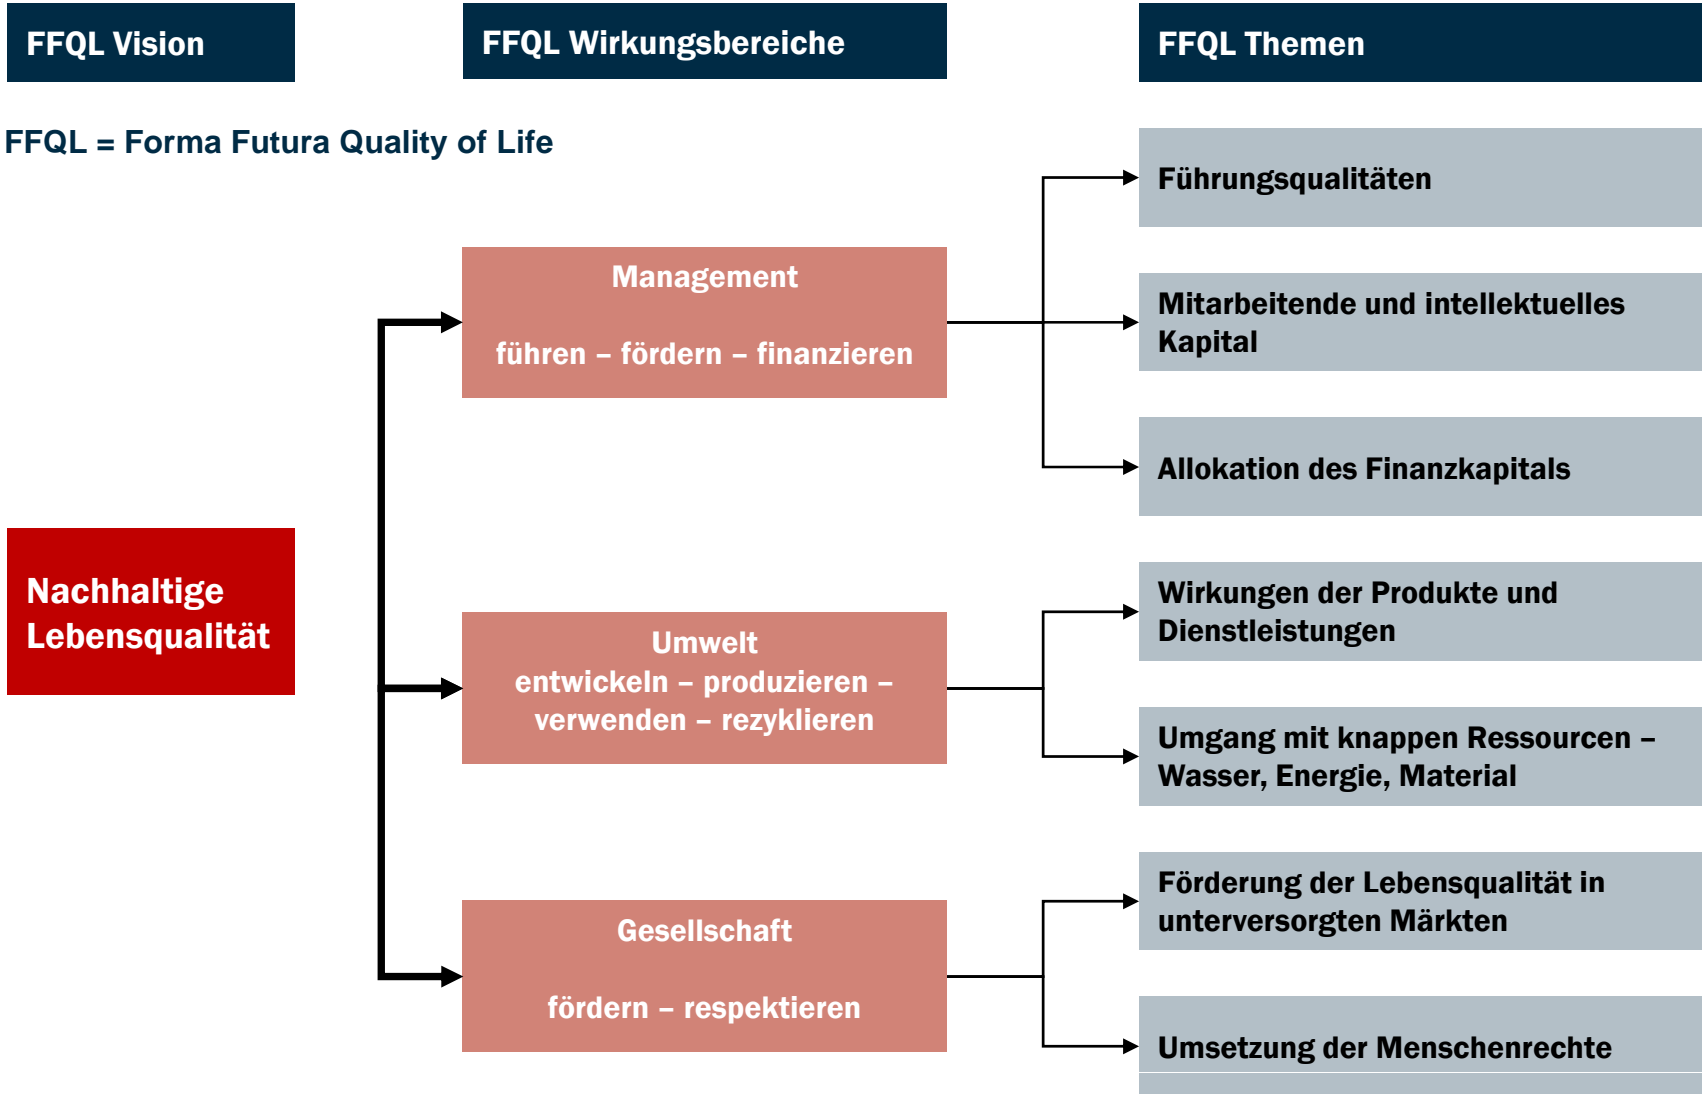 FFQL Vision
FFQL Wirkungsbereiche
FFQL Themen
FFQL = Forma Futura Quality of Life
Nachhaltige
Lebensqualität
Management
führen – fördern – finanzieren
Umwelt
entwickeln – produzieren –
verwenden – rezyklieren
Gesellschaft
fördern – respektieren
Führungsqualitäten
Mitarbeitende und intellektuelles
Kapital
Allokation des Finanzkapitals
Wirkungen der Produkte und
Dienstleistungen
Umgang mit knappen Ressourcen –
Wasser, Energie, Material
Förderung der Lebensqualität in
unterversorgten Märkten
Umsetzung der Menschenrechte